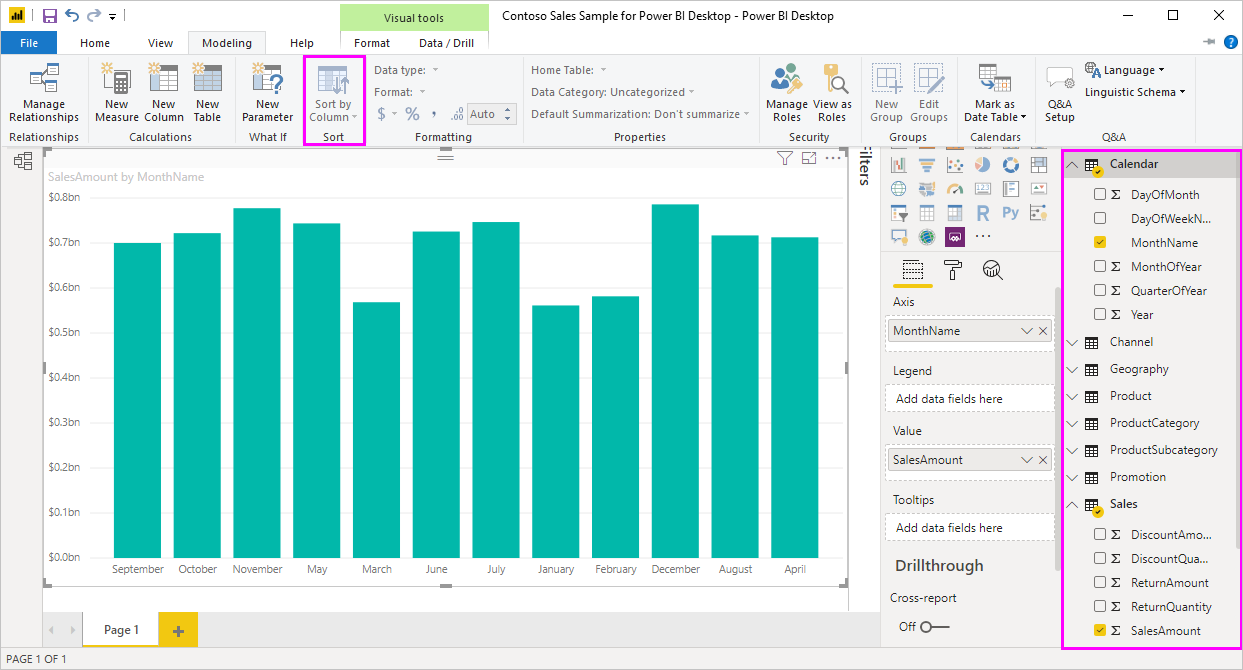 Visual tools
Contoso Sales Sample for Power BI Desktop - Power BI Desktop
File Home View Modeling Help Format Data / Drill
Manage Relationships
Relationships
New Measure
New Column
New Table
Calculations
New Parameter
What If
Sort by Column
Sort
Data type:
Format:
$ % , .00 Auto
Formatting
Home Table:
Data Category: Uncategorized
Default Summarization: Don't summarize
Properties
Manage Roles
View as Roles
Security
New Group
Edit Groups
Groups
Mark as Date Table
Calendars
Q&A Setup
Language
Linguistic Schema
Q&A
SalesAmount by MonthName
$0.8bn
$0.7bn
$0.6bn
$0.5bn
$0.4bn
$0.3bn
$0.2bn
$0.1bn
$0.0bn
September October November May March June July January February December August April
Filters
R Py
Axis
MonthName
Legend
Add data fields here
Value
SalesAmount
Tooltips
Add data fields here
Drillthrough
Cross-report
Off
Calendar
Σ DayOfMonth
DayOfWeekN...
MonthName
Σ MonthOfYear
Σ QuarterOfYear
Σ Year
Channel
Geography
Product
ProductCategory
ProductSubcategory
Promotion
Sales
Σ DiscountAmo...
Σ DiscountQua...
Σ ReturnAmount
Σ ReturnQuantity
Σ SalesAmount
Page 1
PAGE 1 OF 1